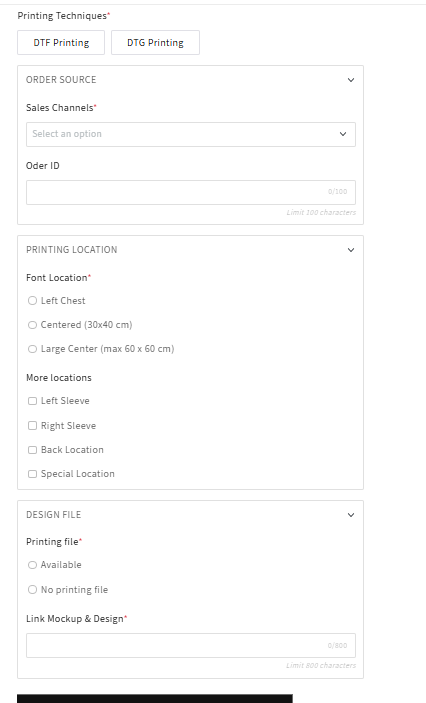 Printing Techniques*
DTF Printing DTG Printing
ORDER SOURCE
Sales Channels*
Select an option
Oder ID
0/100
Limit 100 characters
PRINTING LOCATION
Font Location*
Left Chest
Centered (30x40 cm)
Large Center (max 60 x 60 cm)
More locations
Left Sleeve
Right Sleeve
Back Location
Special Location
DESIGN FILE
Printing file*
Available
No printing file
Link Mockup & Design*
0/800
Limit 800 characters